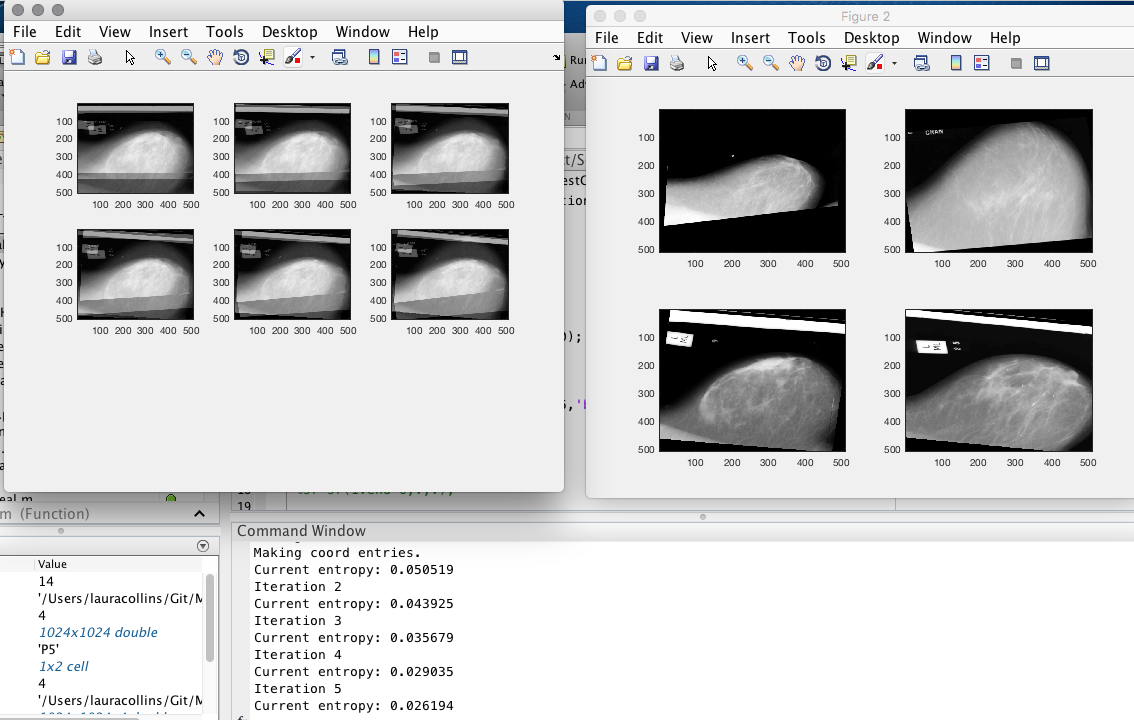 Figure 2
File Edit View Insert Tools Desktop Window Help
File Edit View Insert Tools Desktop Window Help
100
200
300
400
500
100 200 300 400 500
100
200
300
400
500
100 200 300 400 500
100
200
300
400
500
100 200 300 400 500
100
200
300
400
500
100 200 300 400 500
100
200
300
400
500
100 200 300 400 500
100
200
300
400
500
100 200 300 400 500
100
200
300
400
500
100 200 300 400 500
CRAN
100
200
300
400
500
100 200 300 400 500
L
ML
100
200
300
400
500
100 200 300 400 500
L
ML
100
200
300
400
500
100 200 300 400 500
19
m (Function)
Command Window
Value
14
'/Users/lauracollins/Git/M
4
1024x1024 double
'P5'
1x2 cell
4
'/Users/lauracollins/Git/M
Making coord entries.
Current entropy: 0.050519
Iteration 2
Current entropy: 0.043925
Iteration 3
Current entropy: 0.035679
Iteration 4
Current entropy: 0.029035
Iteration 5
Current entropy: 0.026194